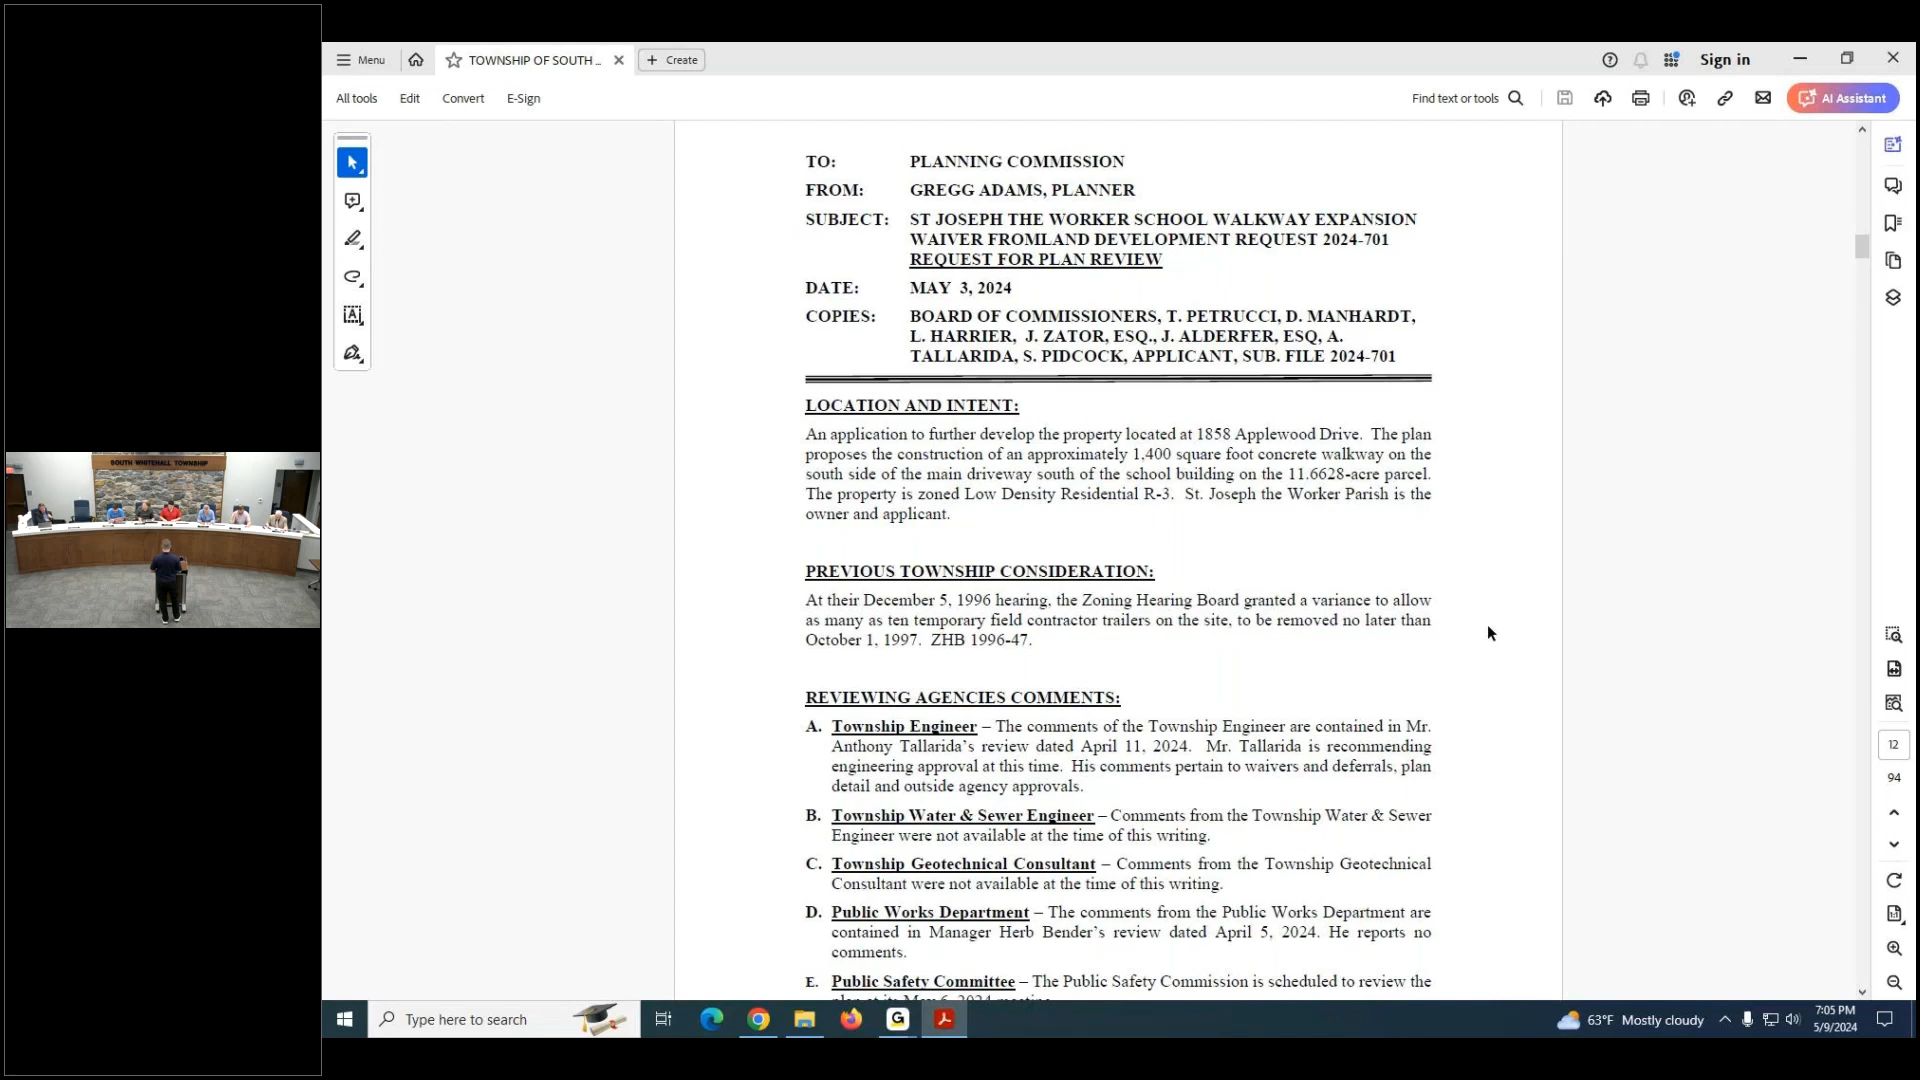 Menu
TOWNSHIP OF SOUTH ...
Create
Sign in
All tools
Edit
Convert
E-Sign
Find text or tools
AI Assistant
TO: PLANNING COMMISSION
FROM: GREGG ADAMS, PLANNER
SUBJECT: ST JOSEPH THE WORKER SCHOOL WALKWAY EXPANSION
WAIVER FROMLAND DEVELOPMENT REQUEST 2024-701
REQUEST FOR PLAN REVIEW
DATE: MAY 3, 2024
COPIES: BOARD OF COMMISSIONERS, T. PETRUCCI, D. MANHARDT,
L. HARRIER, J. ZATOR, ESQ., J. ALDERFER, ESQ, A.
TALLARIDA, S. PIDCOCK, APPLICANT, SUB. FILE 2024-701
LOCATION AND INTENT:
An application to further develop the property located at 1858 Applewood Drive. The plan
proposes the construction of an approximately 1,400 square foot concrete walkway on the
south side of the main driveway south of the school building on the 11.6628-acre parcel.
The property is zoned Low Density Residential R-3. St. Joseph the Worker Parish is the
owner and applicant.
PREVIOUS TOWNSHIP CONSIDERATION:
At their December 5, 1996 hearing, the Zoning Hearing Board granted a variance to allow
as many as ten temporary field contractor trailers on the site, to be removed no later than
October 1, 1997. ZHB 1996-47.
REVIEWING AGENCIES COMMENTS:
A. Township Engineer – The comments of the Township Engineer are contained in Mr.
Anthony Tallarida's review dated April 11, 2024. Mr. Tallarida is recommending
engineering approval at this time. His comments pertain to waivers and deferrals, plan
detail and outside agency approvals.
B. Township Water & Sewer Engineer – Comments from the Township Water & Sewer
Engineer were not available at the time of this writing.
C. Township Geotechnical Consultant – Comments from the Township Geotechnical
Consultant were not available at the time of this writing.
D. Public Works Department – The comments from the Public Works Department are
contained in Manager Herb Bender's review dated April 5, 2024. He reports no
comments.
E. Public Safety Committee – The Public Safety Commission is scheduled to review the
plan at its May 6, 2024 meeting
12
94
SOUTH WHITEHALL TOWNSHIP
Type here to search
63°F Mostly cloudy
7:05 PM
5/9/2024